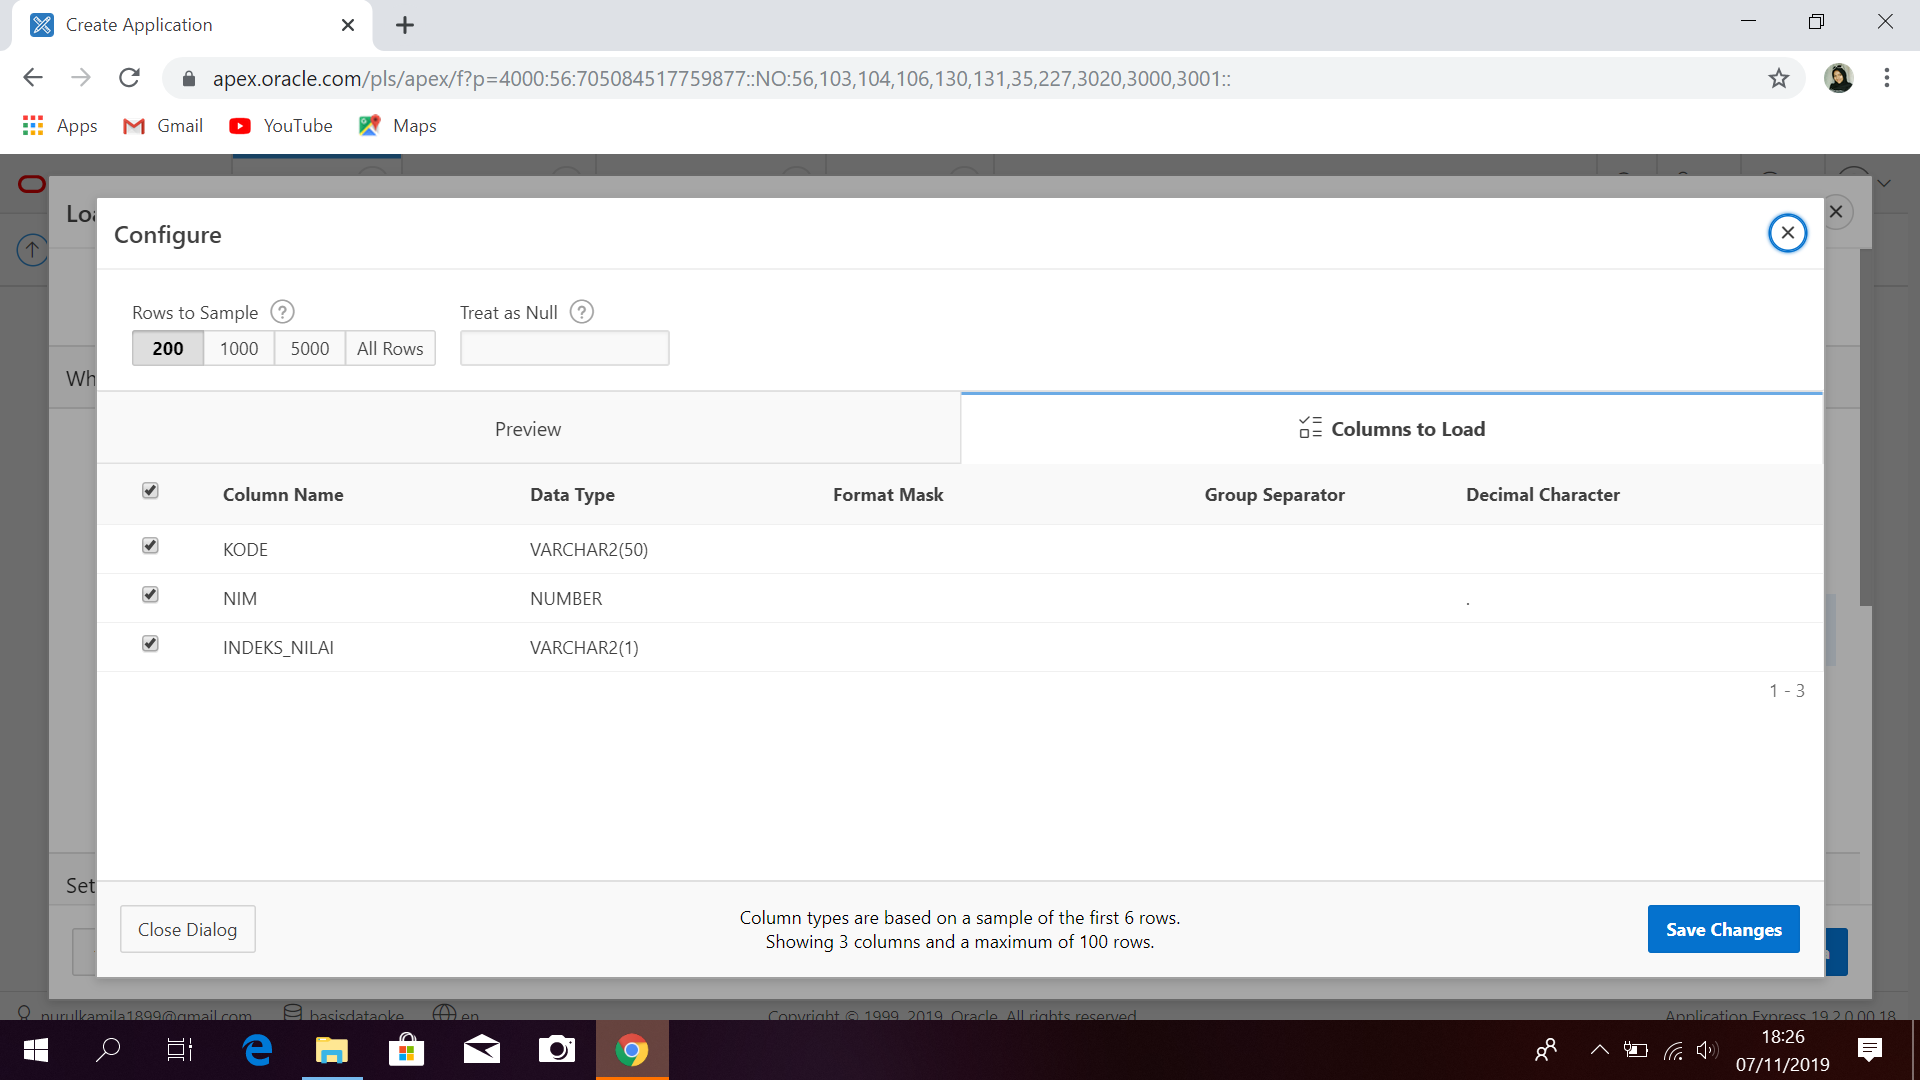 Create Application
apex.oracle.com/pls/apex/f?p=4000:56:705084517759877::NO:56,103,104,106,130,131,35,227,3020,3000,3001::
Apps Gmail YouTube Maps
Configure
Rows to Sample ? Treat as Null ?
200 1000 5000 All Rows
Preview Columns to Load
Column Name Data Type Format Mask Group Separator Decimal Character
KODE VARCHAR2(50)
NIM NUMBER .
INDEKS_NILAI VARCHAR2(1)
1 - 3
Set
Close Dialog
Column types are based on a sample of the first 6 rows.
Showing 3 columns and a maximum of 100 rows.
Save Changes
nurulkamila1899@gmail.com basisdataoke en Copyright © 1999, 2019, Oracle. All rights reserved. Application Express 19.2.0.00.18
18:26
07/11/2019